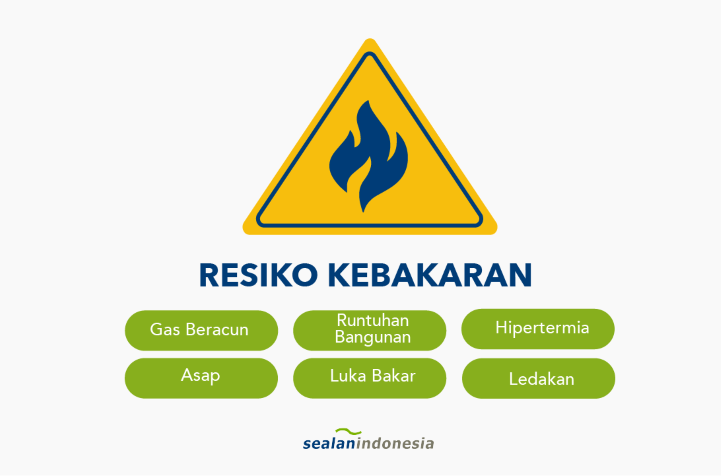 RESIKO KEBAKARAN
Gas Beracun
Runtuhan
Bangunan
Hipertermia
Asap
Luka Bakar
Ledakan
sealanindonesia